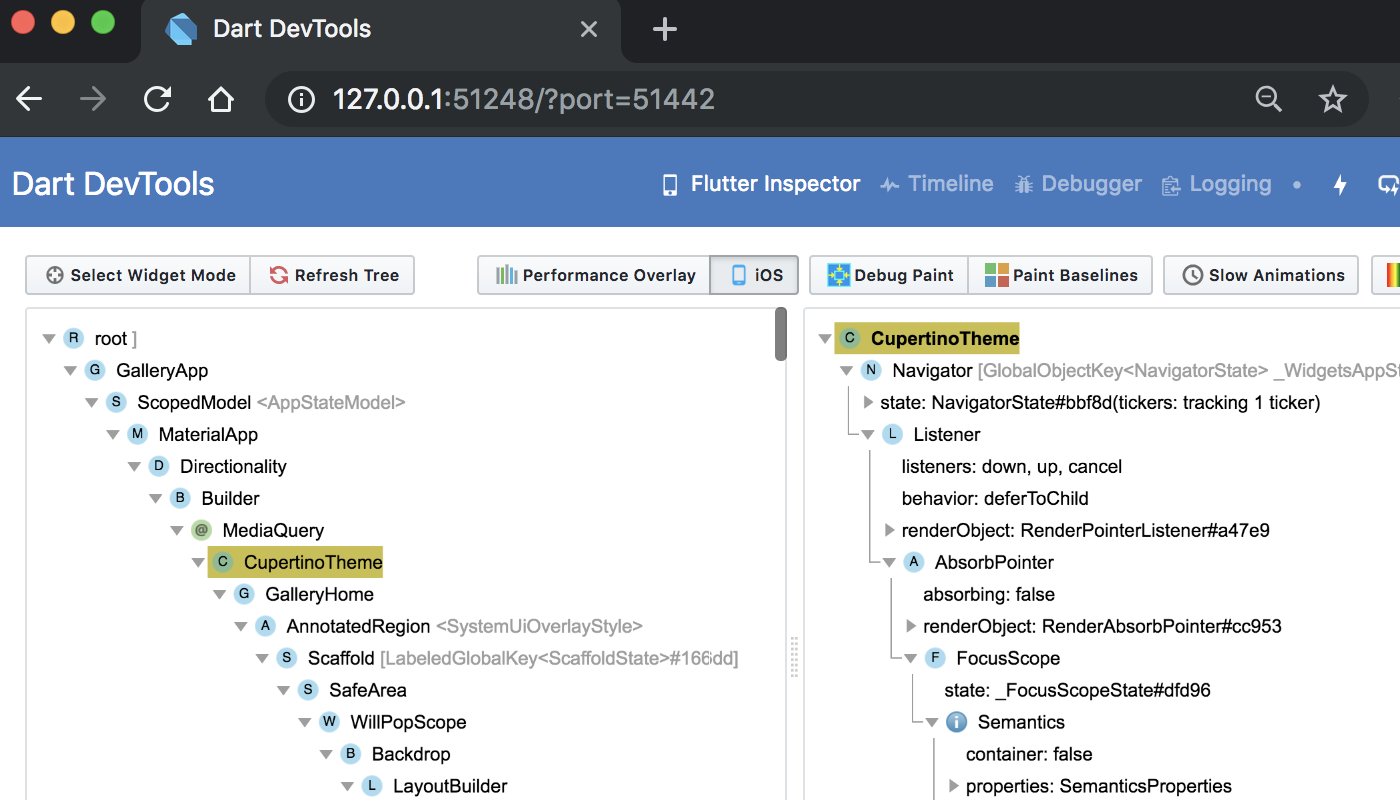 Dart DevTools
127.0.0.1:51248/?port=51442
Dart DevTools
Flutter Inspector
Timeline
Debugger
Logging
Select Widget Mode
Refresh Tree
Performance Overlay
iOS
Debug Paint
Paint Baselines
Slow Animations
R root ]
G GalleryApp
S ScopedModel <AppStateModel>
M MaterialApp
D Directionality
B Builder
@ MediaQuery
C CupertinoTheme
G GalleryHome
A AnnotatedRegion <SystemUiOverlayStyle>
S Scaffold [LabeledGlobalKey<ScaffoldState>#166dd]
S SafeArea
W WillPopScope
B Backdrop
L LayoutBuilder
C CupertinoTheme
N Navigator [GlobalObjectKey<NavigatorState> _WidgetsAppSt
state: NavigatorState#bbf8d(tickers: tracking 1 ticker)
L Listener
listeners: down, up, cancel
behavior: deferToChild
renderObject: RenderPointerListener#a47e9
A AbsorbPointer
absorbing: false
renderObject: RenderAbsorbPointer#cc953
F FocusScope
state: _FocusScopeState#dfd96
Semantics
container: false
properties: SemanticsProperties